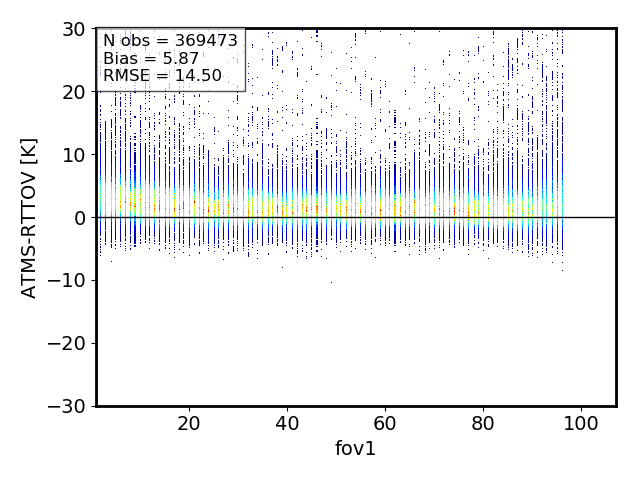 N obs = 369473
Bias = 5.87
RMSE = 14.50
30
20
10
0
−10
−20
−30
ATMS-RTTOV [K]
20 40 60 80 100
fov1